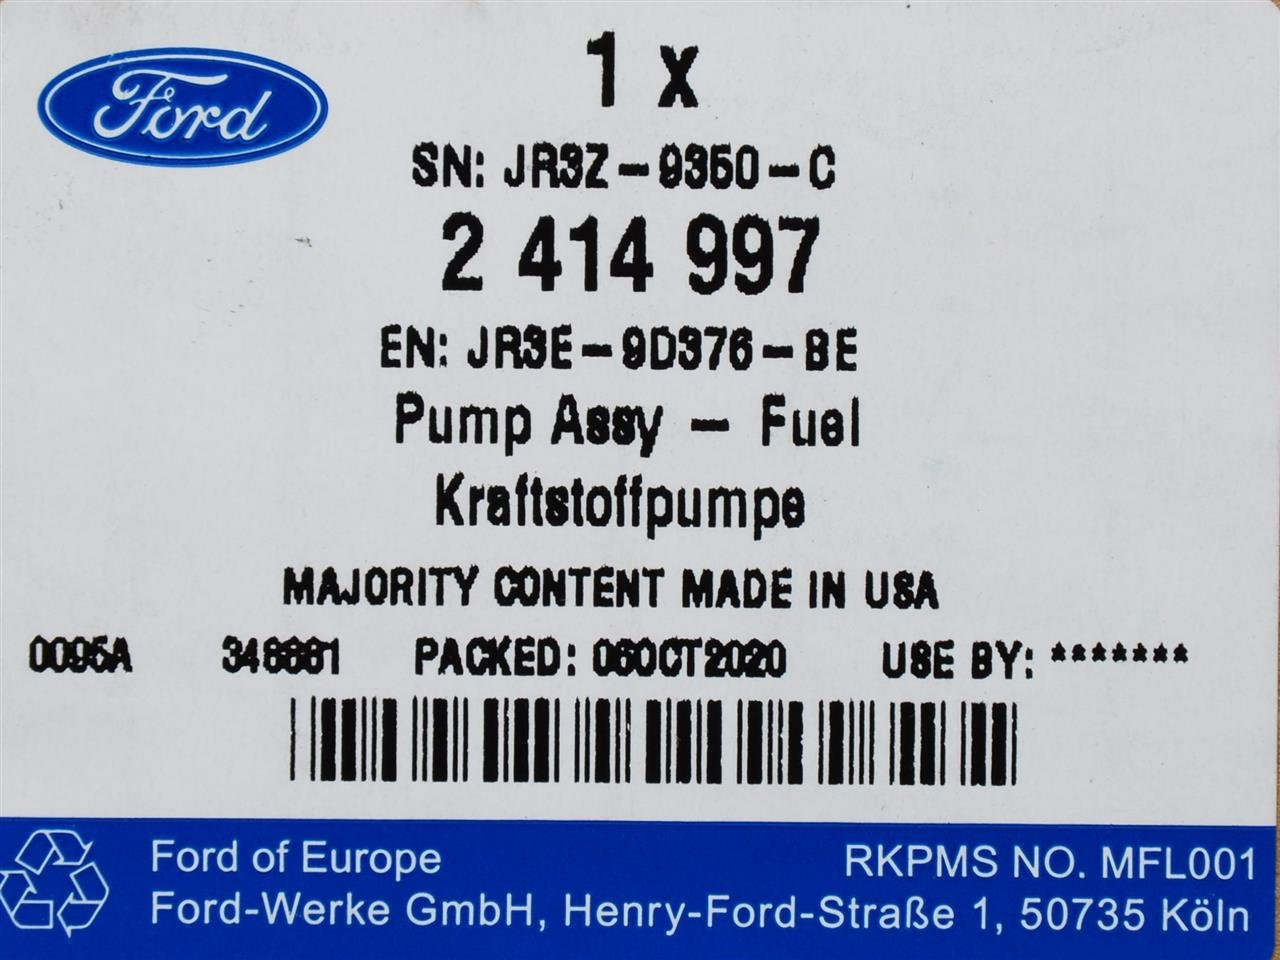 Ford
1 x
SN: JR3Z-9350-C
2 414 997
EN: JR3E-9D376-BE
Pump Assy - Fuel
Kraftstoffpumpe
MAJORITY CONTENT MADE IN USA
0095A PACKED: 06OCT2020 USE BY: *******
Ford of Europe RKPMS NO. MFL001
Ford-Werke GmbH, Henry-Ford-Straße 1, 50735 Köln